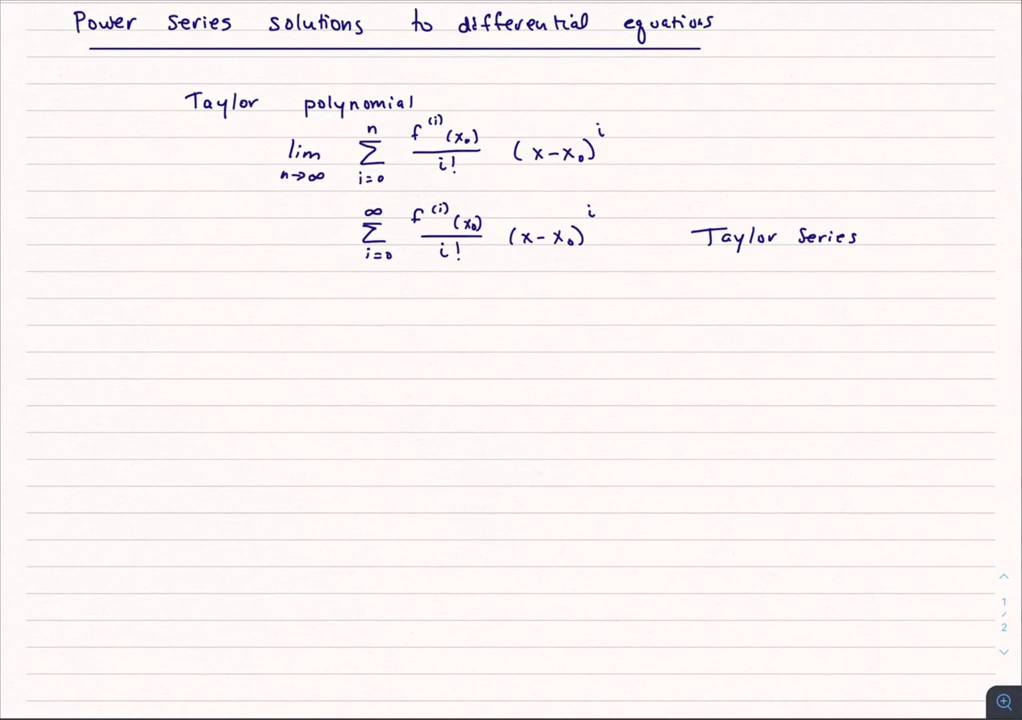 Power Series solutions to differential equations
Taylor polynomial
lim n→∞ ∑ i=0 n f^(i)(x₀)/i! (x-x₀)^i
∑ i=0 ∞ f^(i)(x₀)/i! (x-x₀)^i Taylor Series
1
/
2